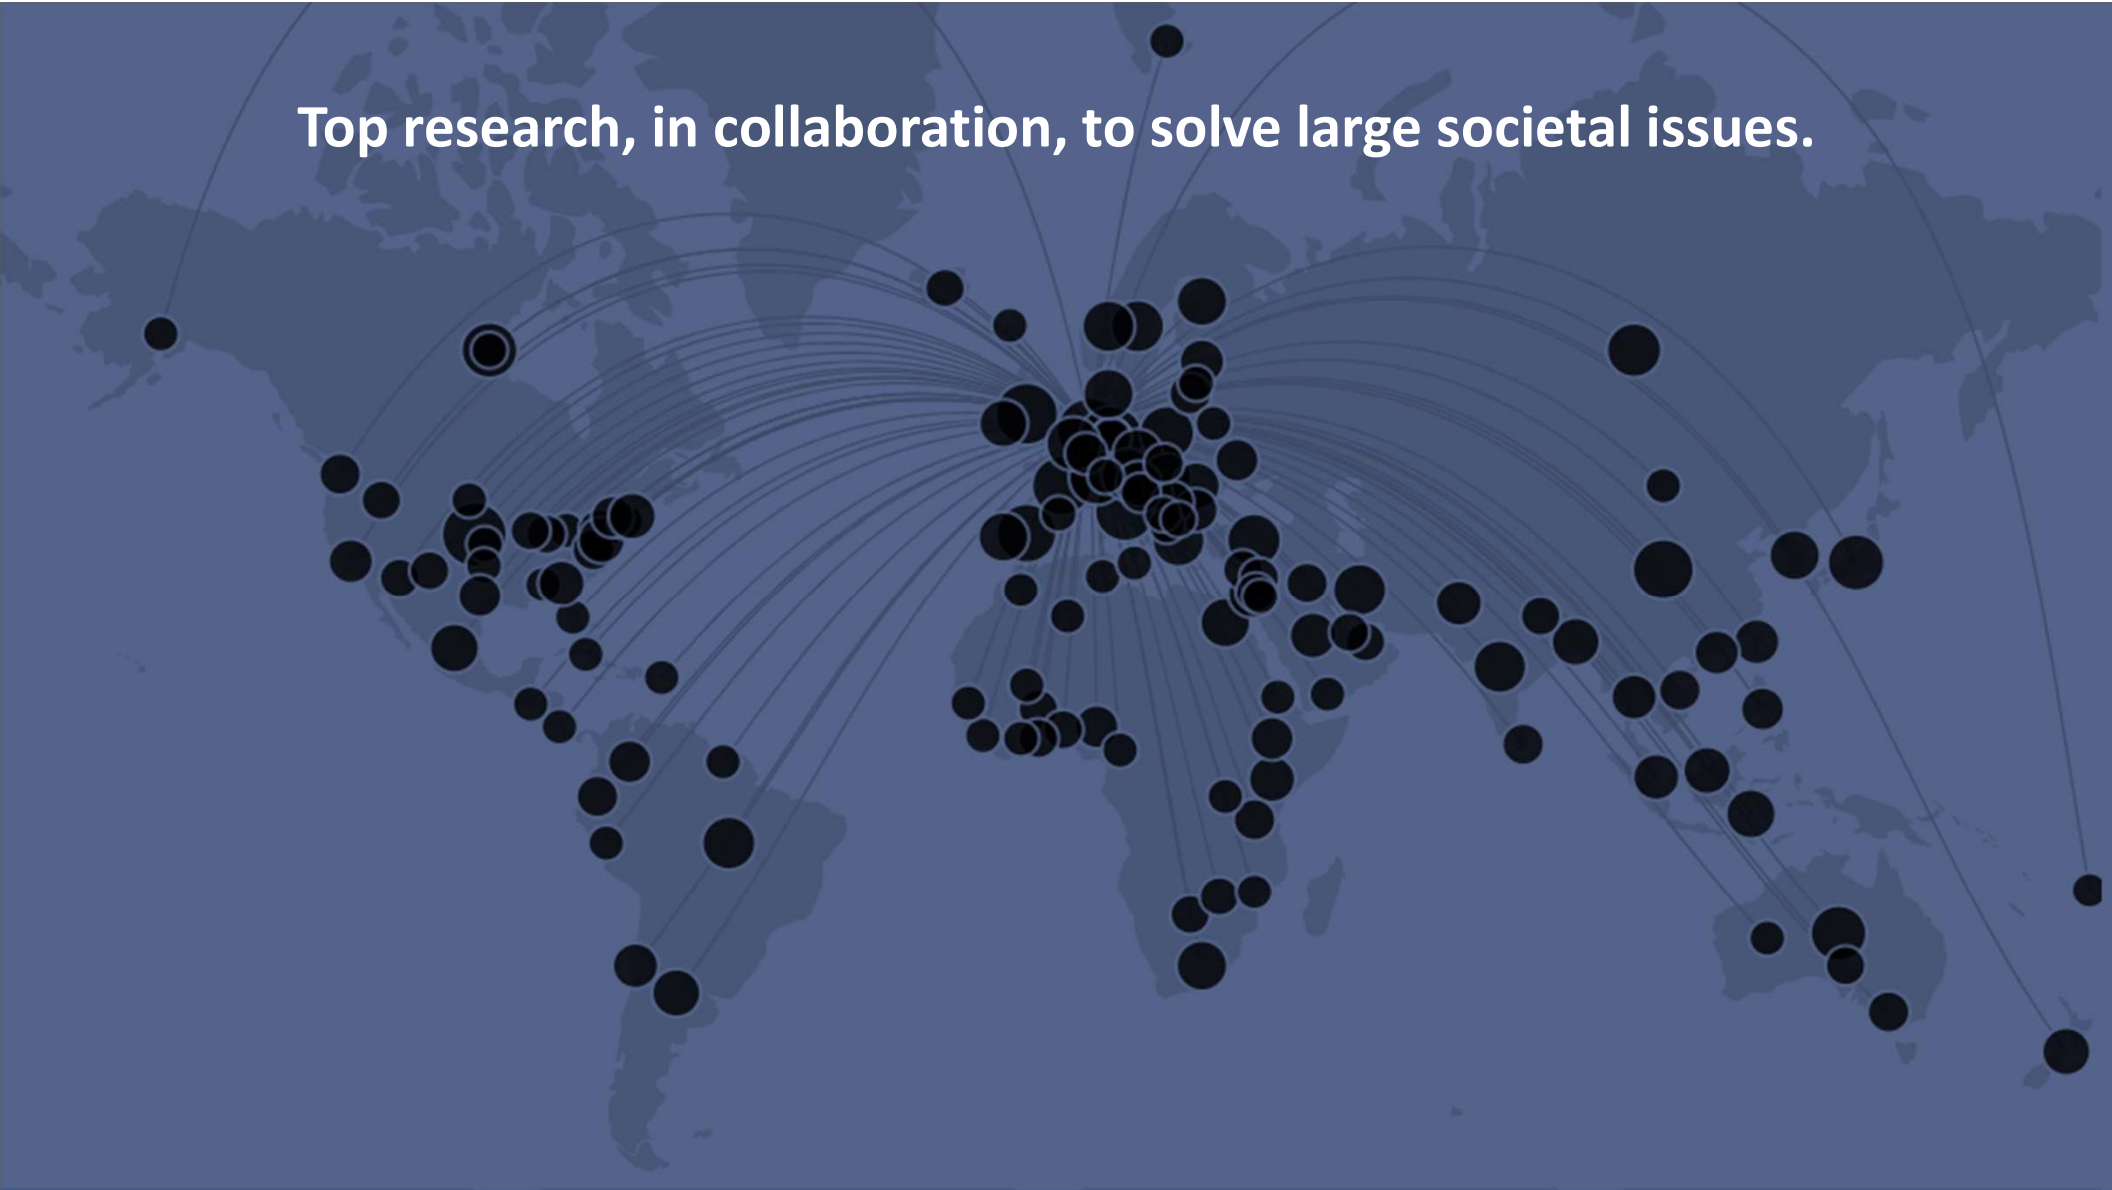 Top research, in collaboration, to solve large societal issues.